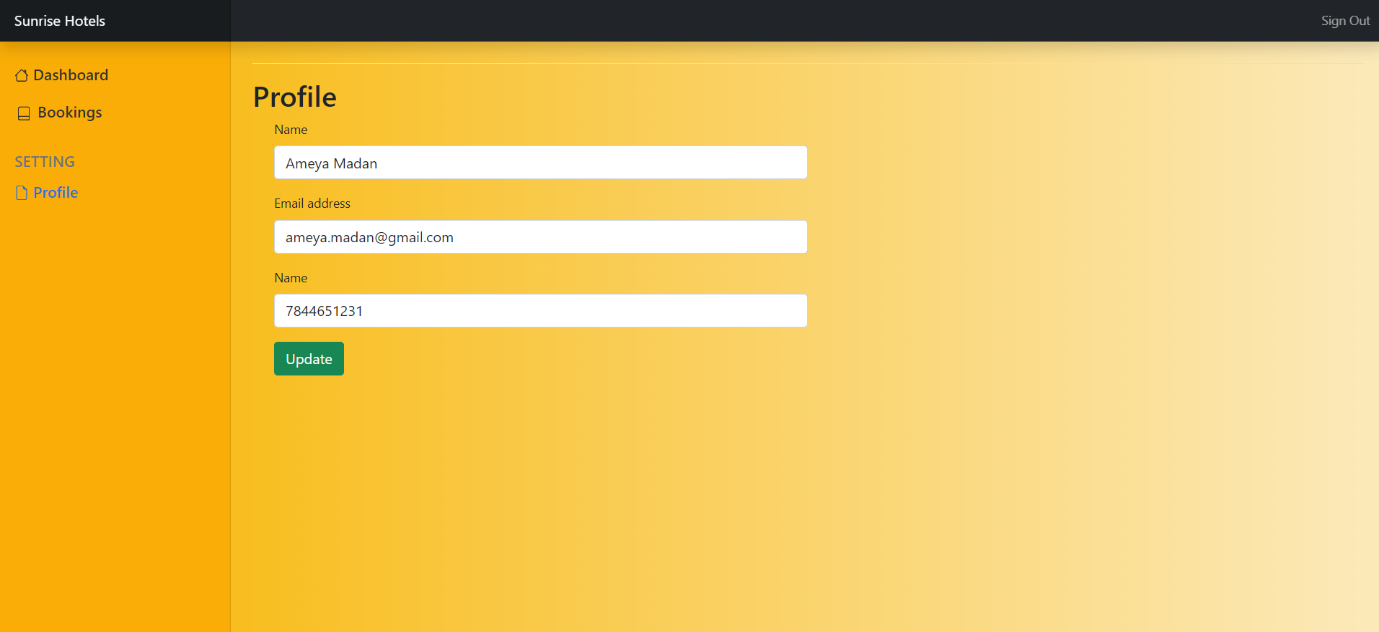 Sunrise Hotels
Sign Out
Dashboard
Bookings
SETTING
Profile
Profile
Name
Ameya Madan
Email address
ameya.madan@gmail.com
Name
7844651231
Update